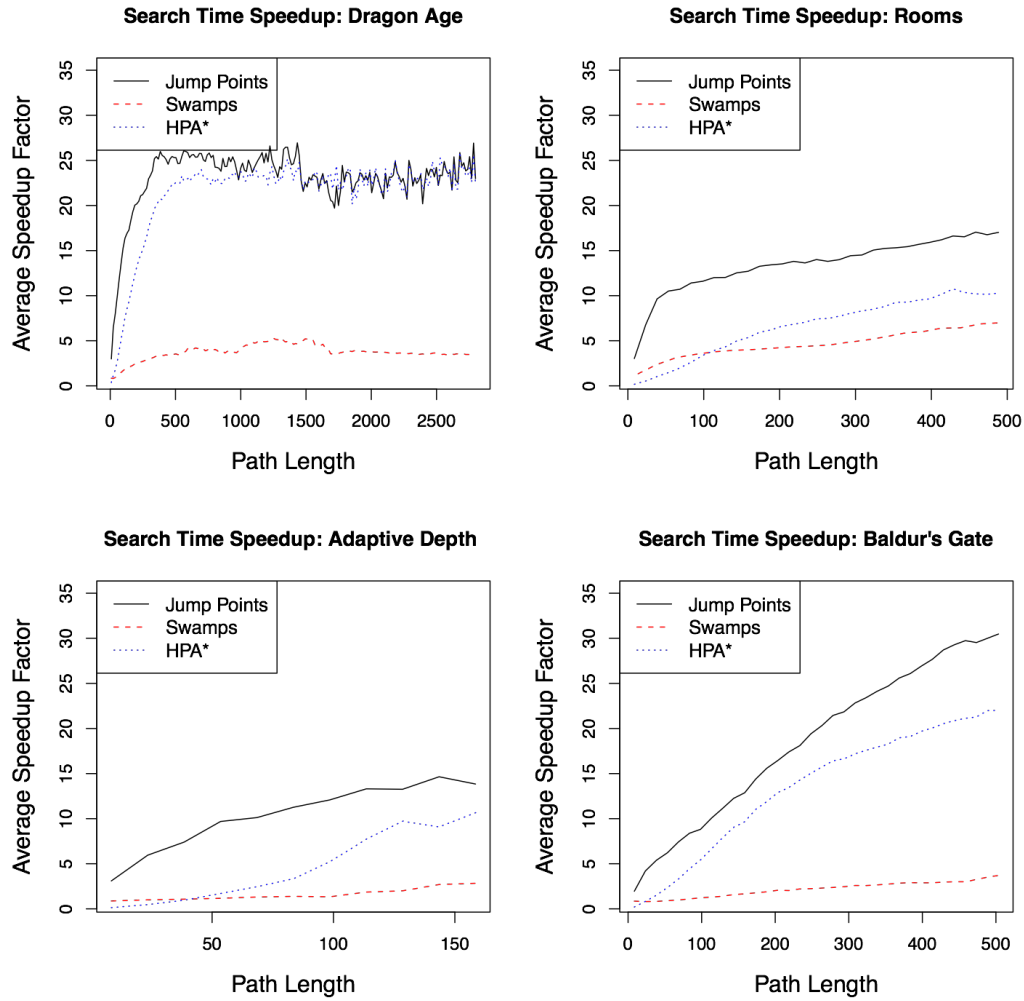 Search Time Speedup: Dragon Age
Average Speedup Factor
35
30
25
20
15
10
5
0
Jump Points
Swamps
HPA*
0 500 1000 1500 2000 2500
Path Length
Search Time Speedup: Rooms
Average Speedup Factor
35
30
25
20
15
10
5
0
Jump Points
Swamps
HPA*
0 100 200 300 400 500
Path Length
Search Time Speedup: Adaptive Depth
Average Speedup Factor
35
30
25
20
15
10
5
0
Jump Points
Swamps
HPA*
50 100 150
Path Length
Search Time Speedup: Baldur's Gate
Average Speedup Factor
35
30
25
20
15
10
5
0
Jump Points
Swamps
HPA*
0 100 200 300 400 500
Path Length